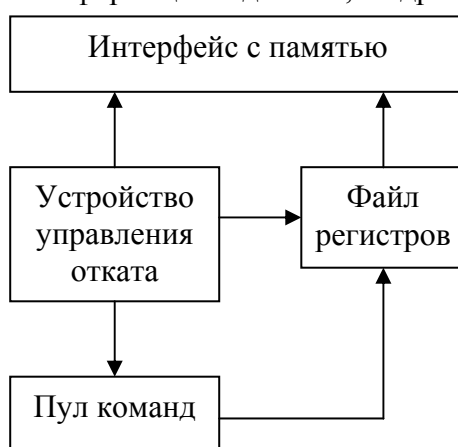 Интерфейс с памятью
Устройство
управления
отката
Файл
регистров
Пул команд